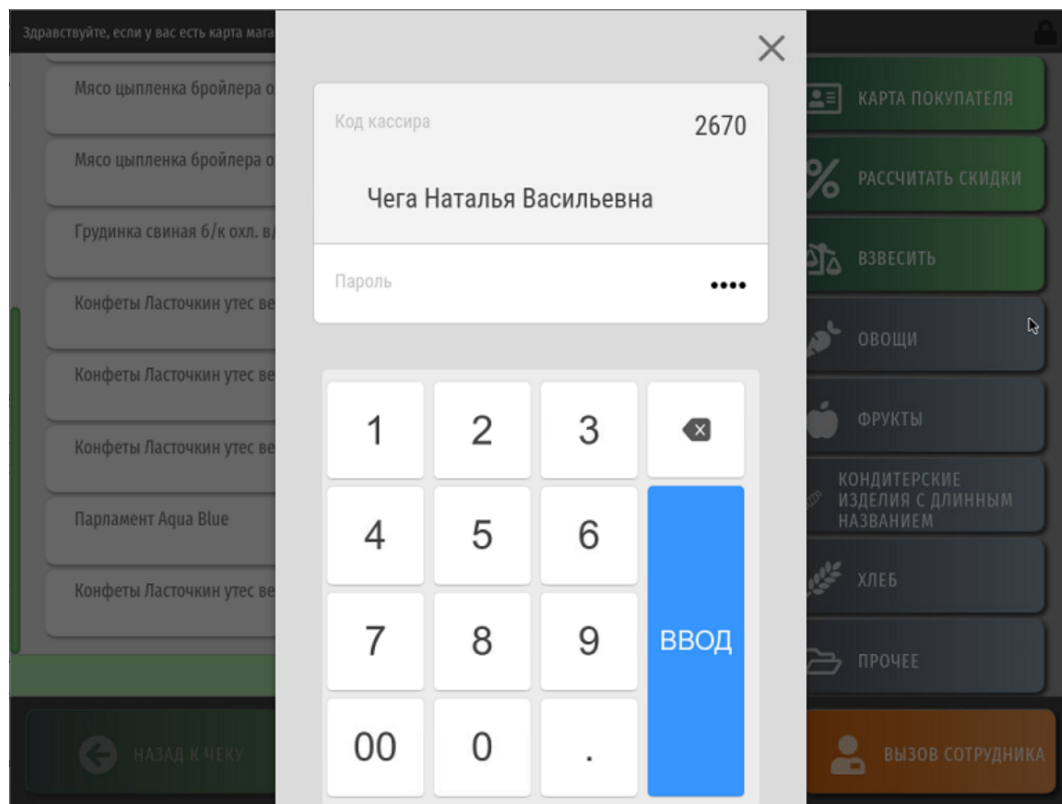 Здравствуйте, если у вас есть карта мага
Мясо цыпленка бройлера о
Мясо цыпленка бройлера о
Грудинка свиная б/к охл. в/
Конфеты Ласточкин утес ве
Конфеты Ласточкин утес ве
Конфеты Ласточкин утес ве
Парламент Aqua Blue
Конфеты Ласточкин утес ве
НАЗАД К ЧЕКУ
Код кассира
2670
Чега Наталья Васильевна
Пароль
••••
1 2 3
4 5 6
7 8 9 ВВОД
00 0 .
КАРТА ПОКУПАТЕЛЯ
РАССЧИТАТЬ СКИДКИ
ВЗВЕСИТЬ
ОВОЩИ
ФРУКТЫ
КОНДИТЕРСКИЕ
ИЗДЕЛИЯ С ДЛИННЫМ
НАЗВАНИЕМ
ХЛЕБ
ПРОЧЕЕ
ВЫЗОВ СОТРУДНИКА